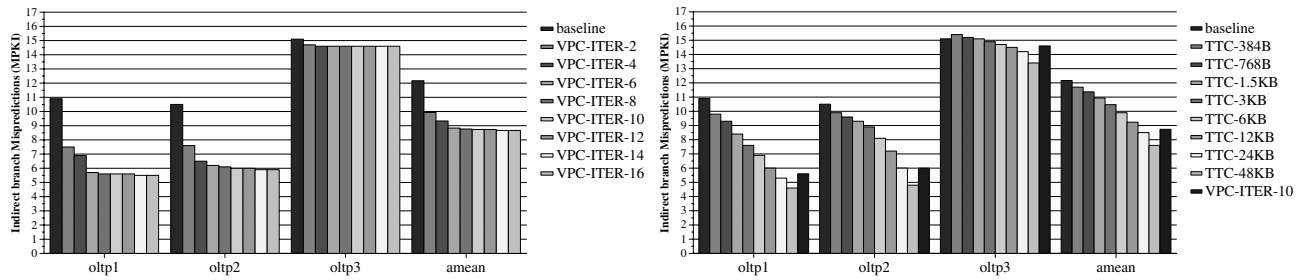 Indirect branch Mispredictions (MPKI)
17
16
15
14
13
12
11
10
9
8
7
6
5
4
3
2
1
0
oltp1 oltp2 oltp3 amean
baseline
VPC-ITER-2
VPC-ITER-4
VPC-ITER-6
VPC-ITER-8
VPC-ITER-10
VPC-ITER-12
VPC-ITER-14
VPC-ITER-16
Indirect branch Mispredictions (MPKI)
17
16
15
14
13
12
11
10
9
8
7
6
5
4
3
2
1
0
oltp1 oltp2 oltp3 amean
baseline
TTC-384B
TTC-768B
TTC-1.5KB
TTC-3KB
TTC-6KB
TTC-12KB
TTC-24KB
TTC-48KB
VPC-ITER-10